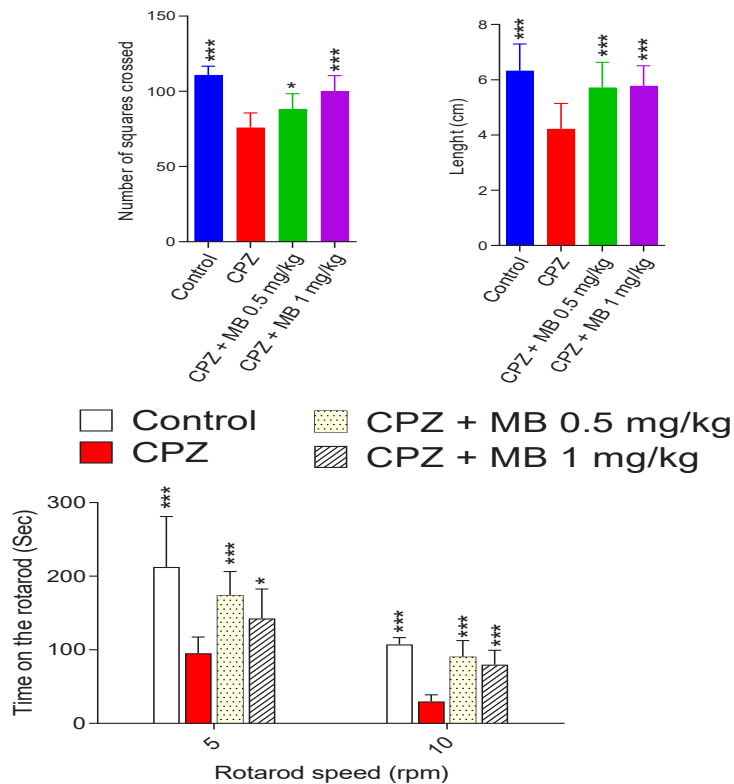 Number of squares crossed
150
100
50
0
***
*
***
Control
CPZ
CPZ + MB 0.5 mg/kg
CPZ + MB 1 mg/kg
Lenght (cm)
8
6
4
2
0
***
***
***
Control
CPZ
CPZ + MB 0.5 mg/kg
CPZ + MB 1 mg/kg
Control
CPZ + MB 0.5 mg/kg
CPZ
CPZ + MB 1 mg/kg
Time on the rotarod (Sec)
300
200
100
0
***
***
*
***
***
***
5
10
Rotarod speed (rpm)